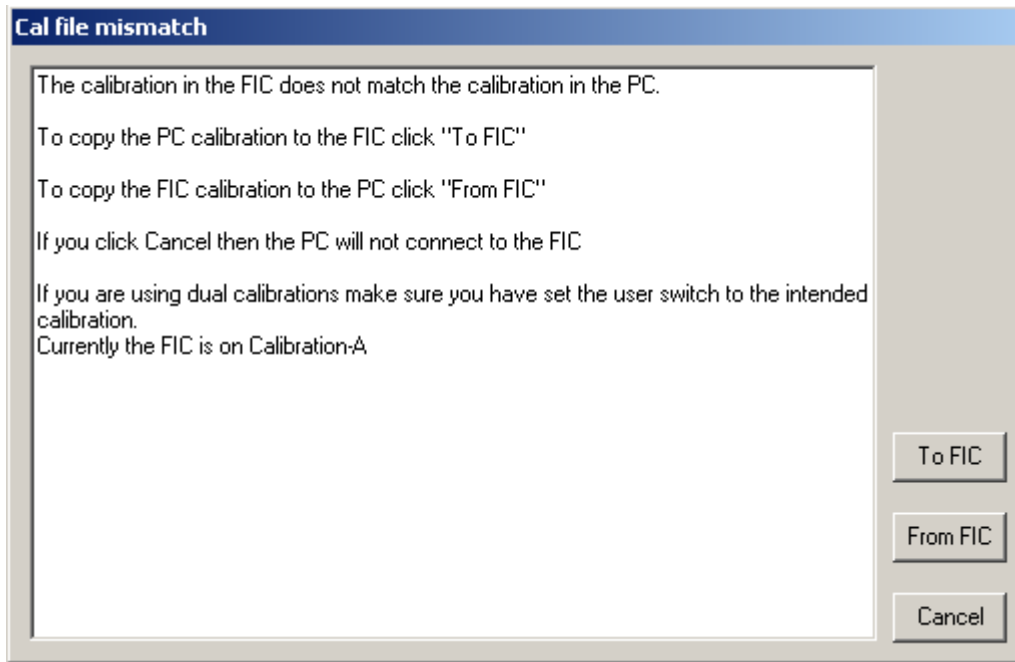 Cal file mismatch
The calibration in the FIC does not match the calibration in the PC.
To copy the PC calibration to the FIC click "To FIC"
To copy the FIC calibration to the PC click "From FIC"
If you click Cancel then the PC will not connect to the FIC
If you are using dual calibrations make sure you have set the user switch to the intended
calibration.
Currently the FIC is on Calibration-A
To FIC
From FIC
Cancel